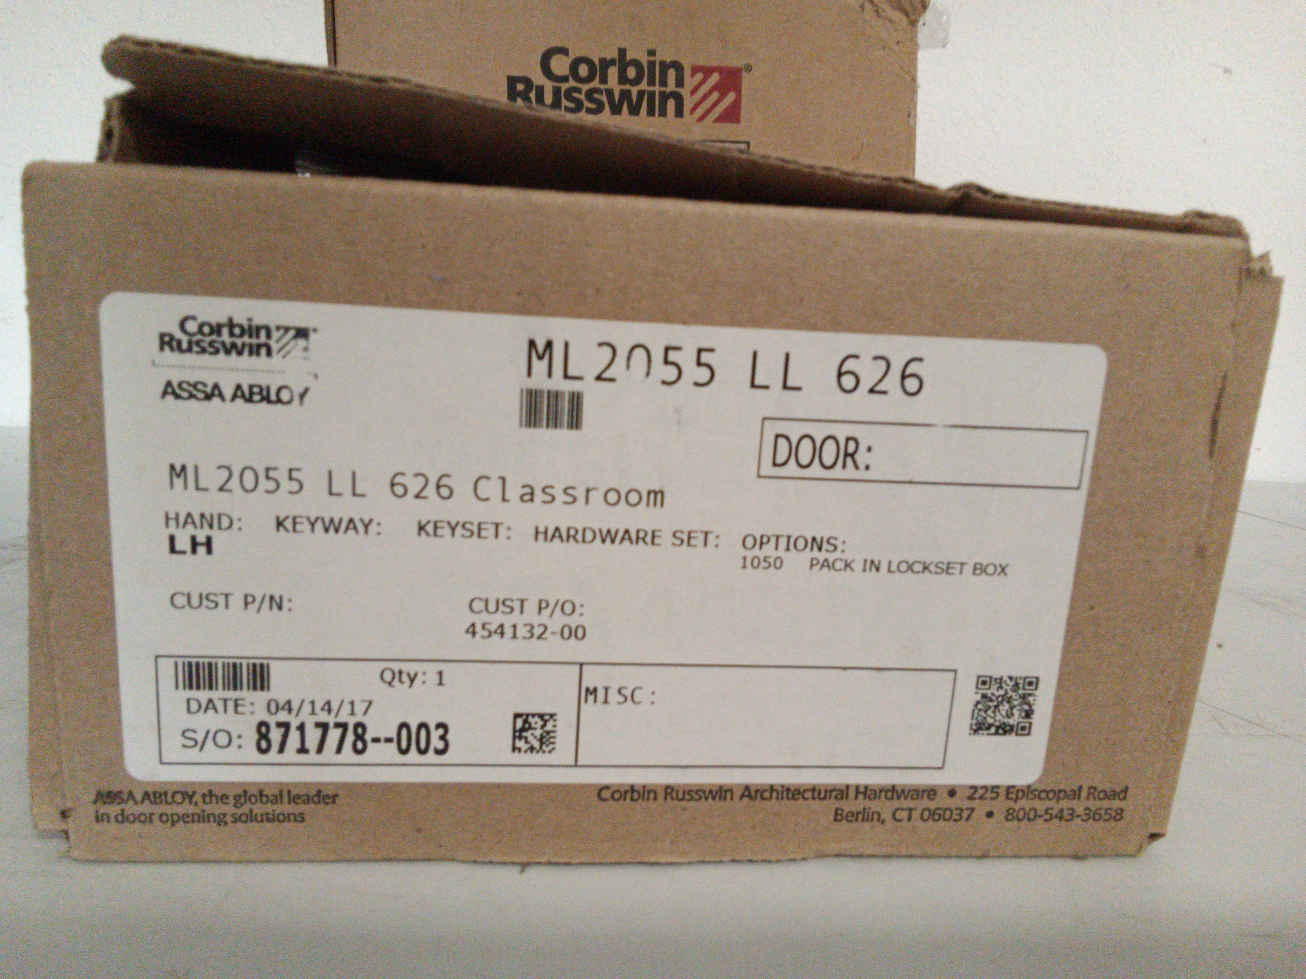 Corbin
Russwin
Corbin
Russwin
ASSA ABLOY
ML2055 LL 626
DOOR:
ML2055 LL 626 Classroom
HAND: KEYWAY: KEYSET: HARDWARE SET: OPTIONS:
LH
1050 PACK IN LOCKSET BOX
CUST P/N: CUST P/O:
454132-00
Qty: 1
DATE: 04/14/17
S/O: 871778--003
MISC:
ASSA ABLOY, the global leader
in door opening solutions
Corbin Russwin Architectural Hardware • 225 Episcopal Road
Berlin, CT 06037 • 800-543-3658